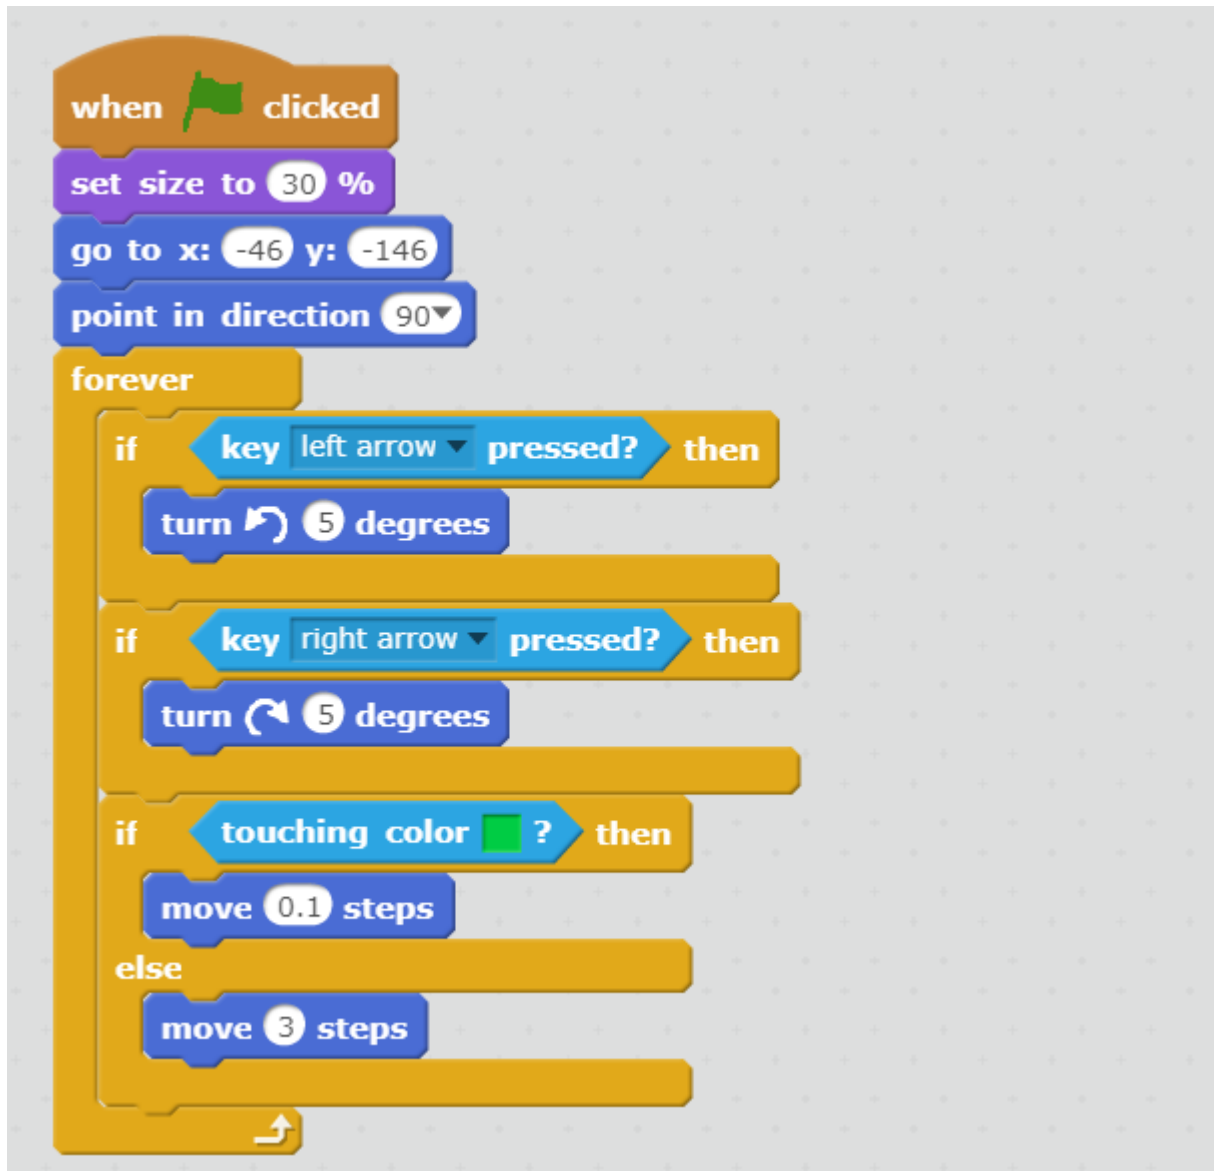 when clicked
set size to 30 %
go to x: -46 y: -146
point in direction 90
forever
if key left arrow pressed? then
turn 5 degrees
if key right arrow pressed? then
turn 5 degrees
if touching color ? then
move 0.1 steps
else
move 3 steps